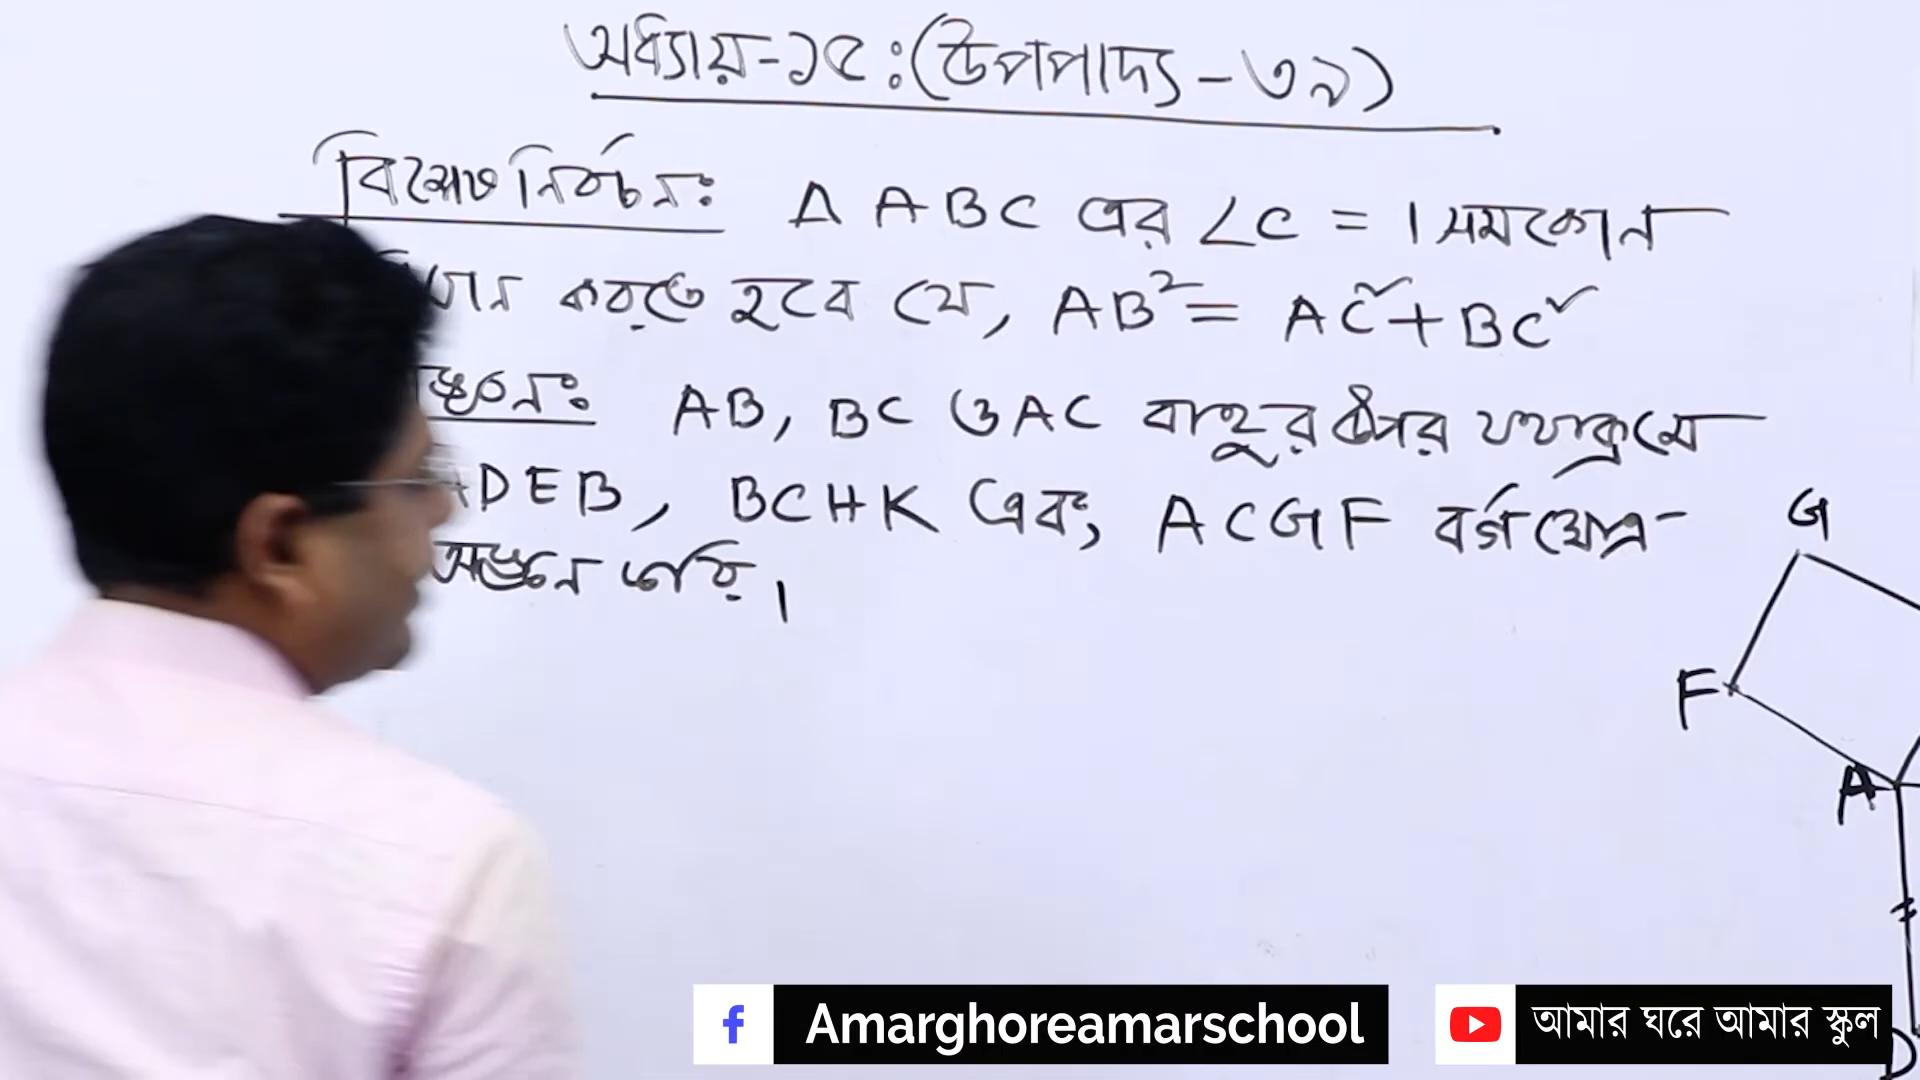 অধ্যায়-১৫:(উপপাদ্য-৩৯)
বিশেষ নির্বচন: Δ ABC এর ∠C = 1 সমকোন
করতে হবে যে, AB² = AC² + BC²
AB, BC ও AC বাহুর উপর যথাক্রমে
ADEB, BCHK এবং, ACGF বর্গক্ষেত্র
অঙ্কন করি।
G
F
A
D
Amarghoreamarschool
আমার ঘরে আমার স্কুল